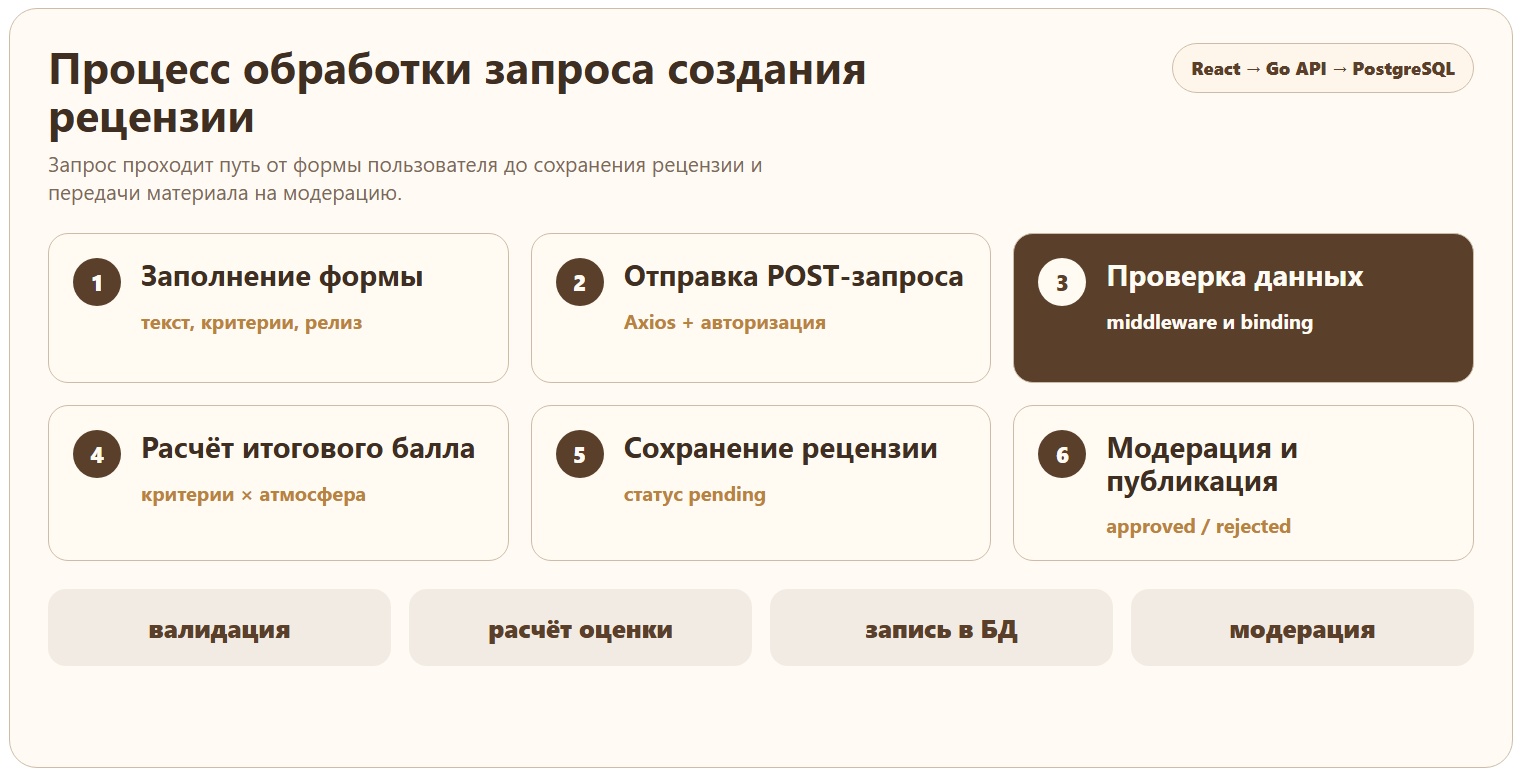 Процесс обработки запроса создания
рецензии
React → Go API → PostgreSQL
Запрос проходит путь от формы пользователя до сохранения рецензии и
передачи материала на модерацию.
1
Заполнение формы
текст, критерии, релиз
2
Отправка POST-запроса
Axios + авторизация
3
Проверка данных
middleware и binding
4
Расчёт итогового балла
критерии × атмосфера
5
Сохранение рецензии
статус pending
6
Модерация и
публикация
approved / rejected
валидация
расчёт оценки
запись в БД
модерация